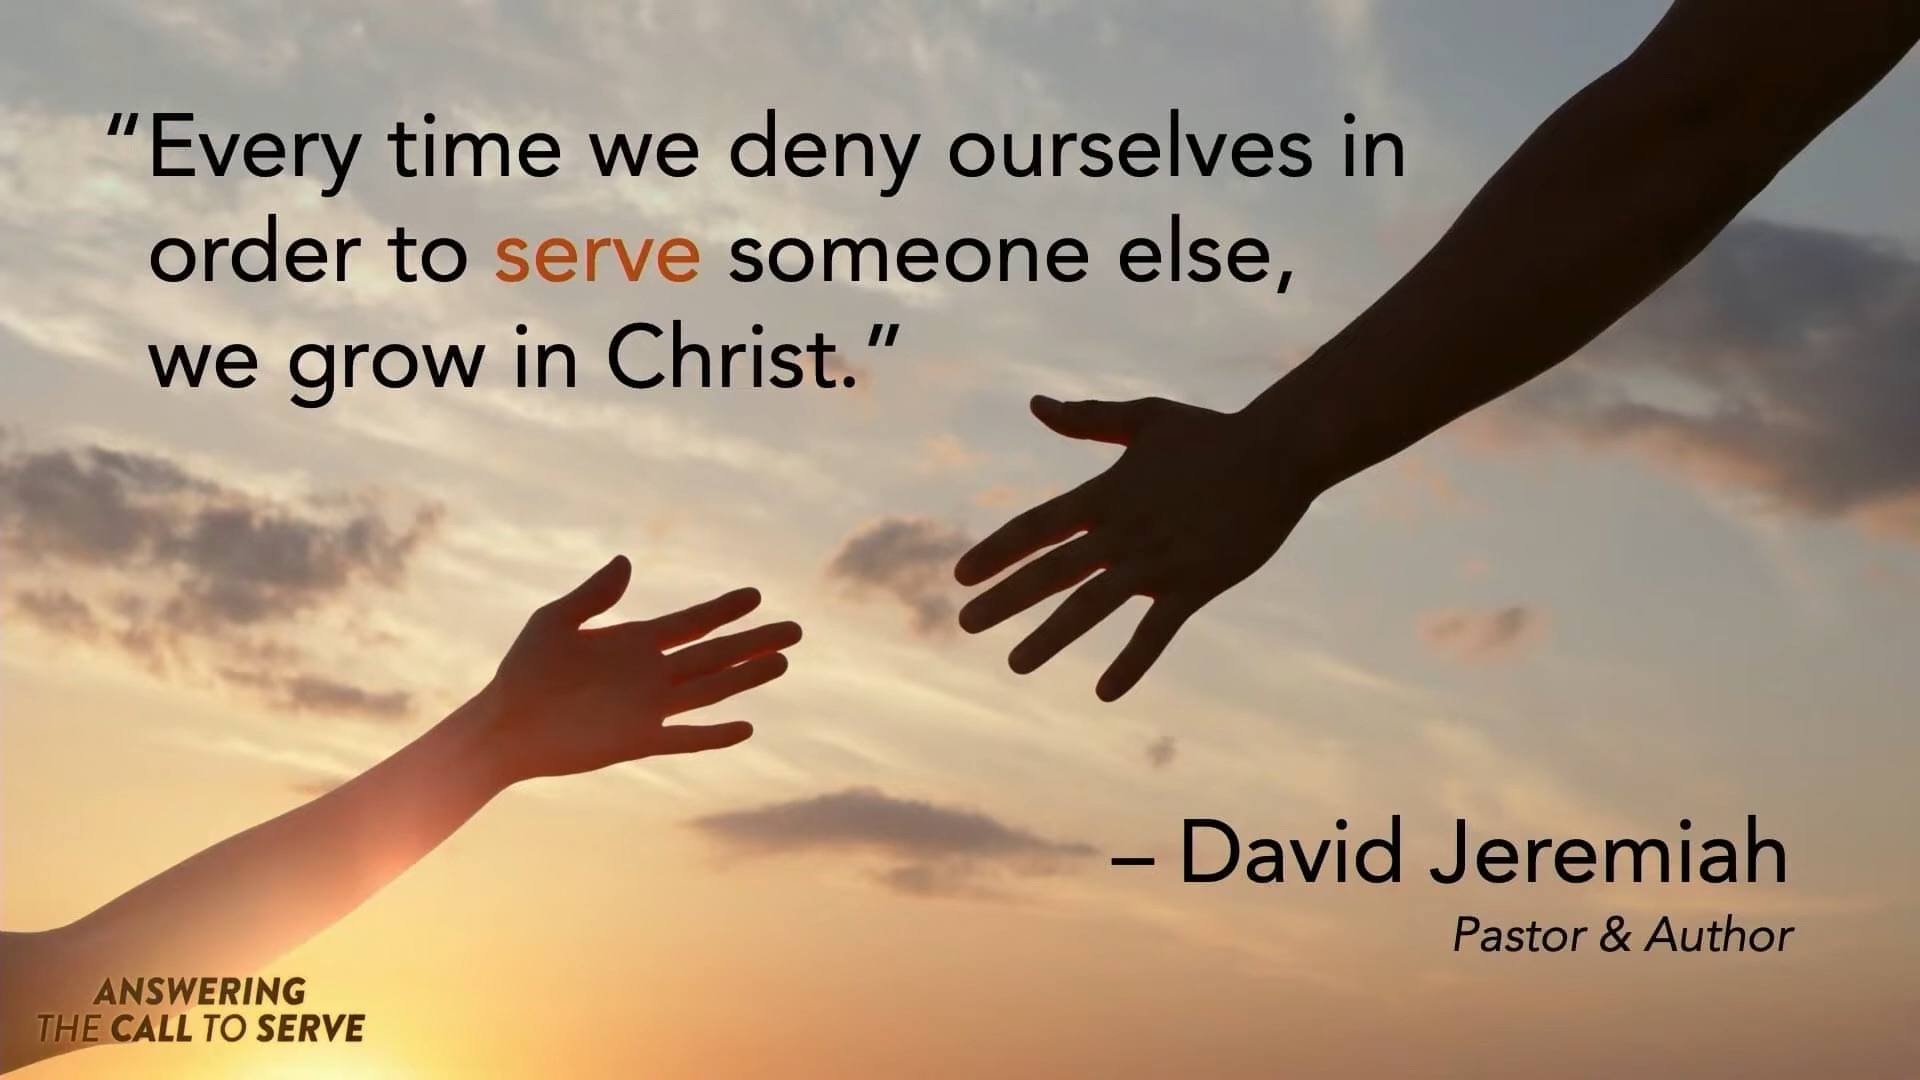 “Every time we deny ourselves in
order to serve someone else,
we grow in Christ.”
– David Jeremiah
Pastor & Author
ANSWERING
THE CALL TO SERVE